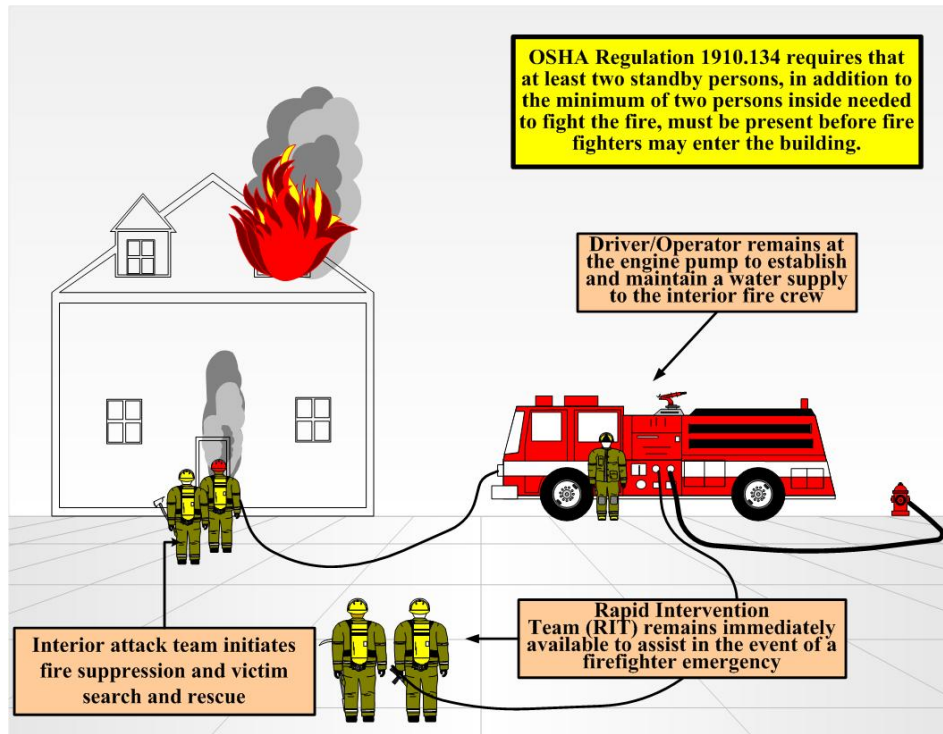 OSHA Regulation 1910.134 requires that
at least two standby persons, in addition to
the minimum of two persons inside needed
to fight the fire, must be present before fire
fighters may enter the building.
Driver/Operator remains at
the engine pump to establish
and maintain a water supply
to the interior fire crew
Interior attack team initiates
fire suppression and victim
search and rescue
Rapid Intervention
Team (RIT) remains immediately
available to assist in the event of a
firefighter emergency